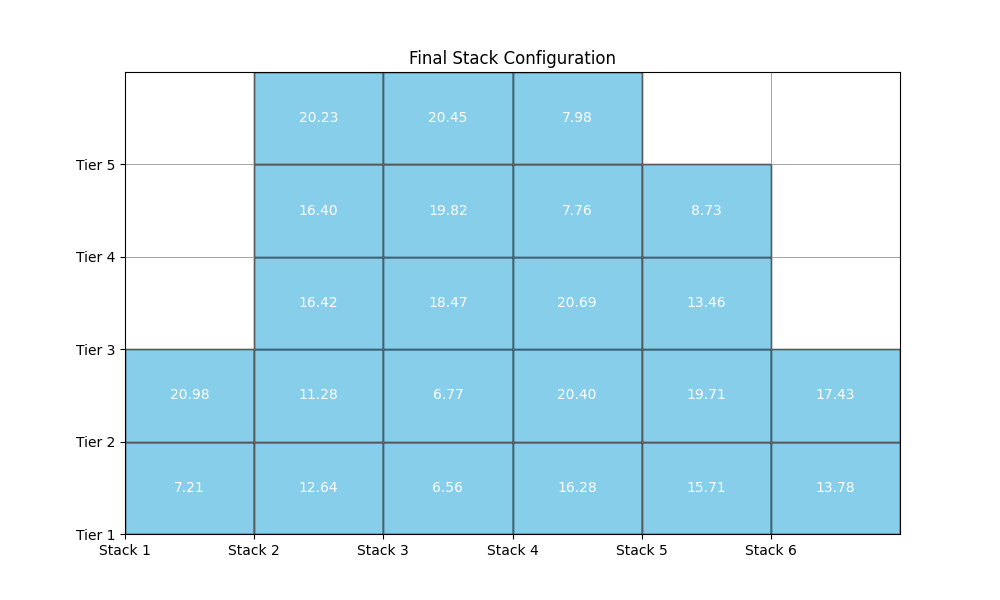 Final Stack Configuration
20.23 20.45 7.98
Tier 5
16.40 19.82 7.76 8.73
Tier 4
16.42 18.47 20.69 13.46
Tier 3
20.98 11.28 6.77 20.40 19.71 17.43
Tier 2
7.21 12.64 6.56 16.28 15.71 13.78
Tier 1
Stack 1 Stack 2 Stack 3 Stack 4 Stack 5 Stack 6